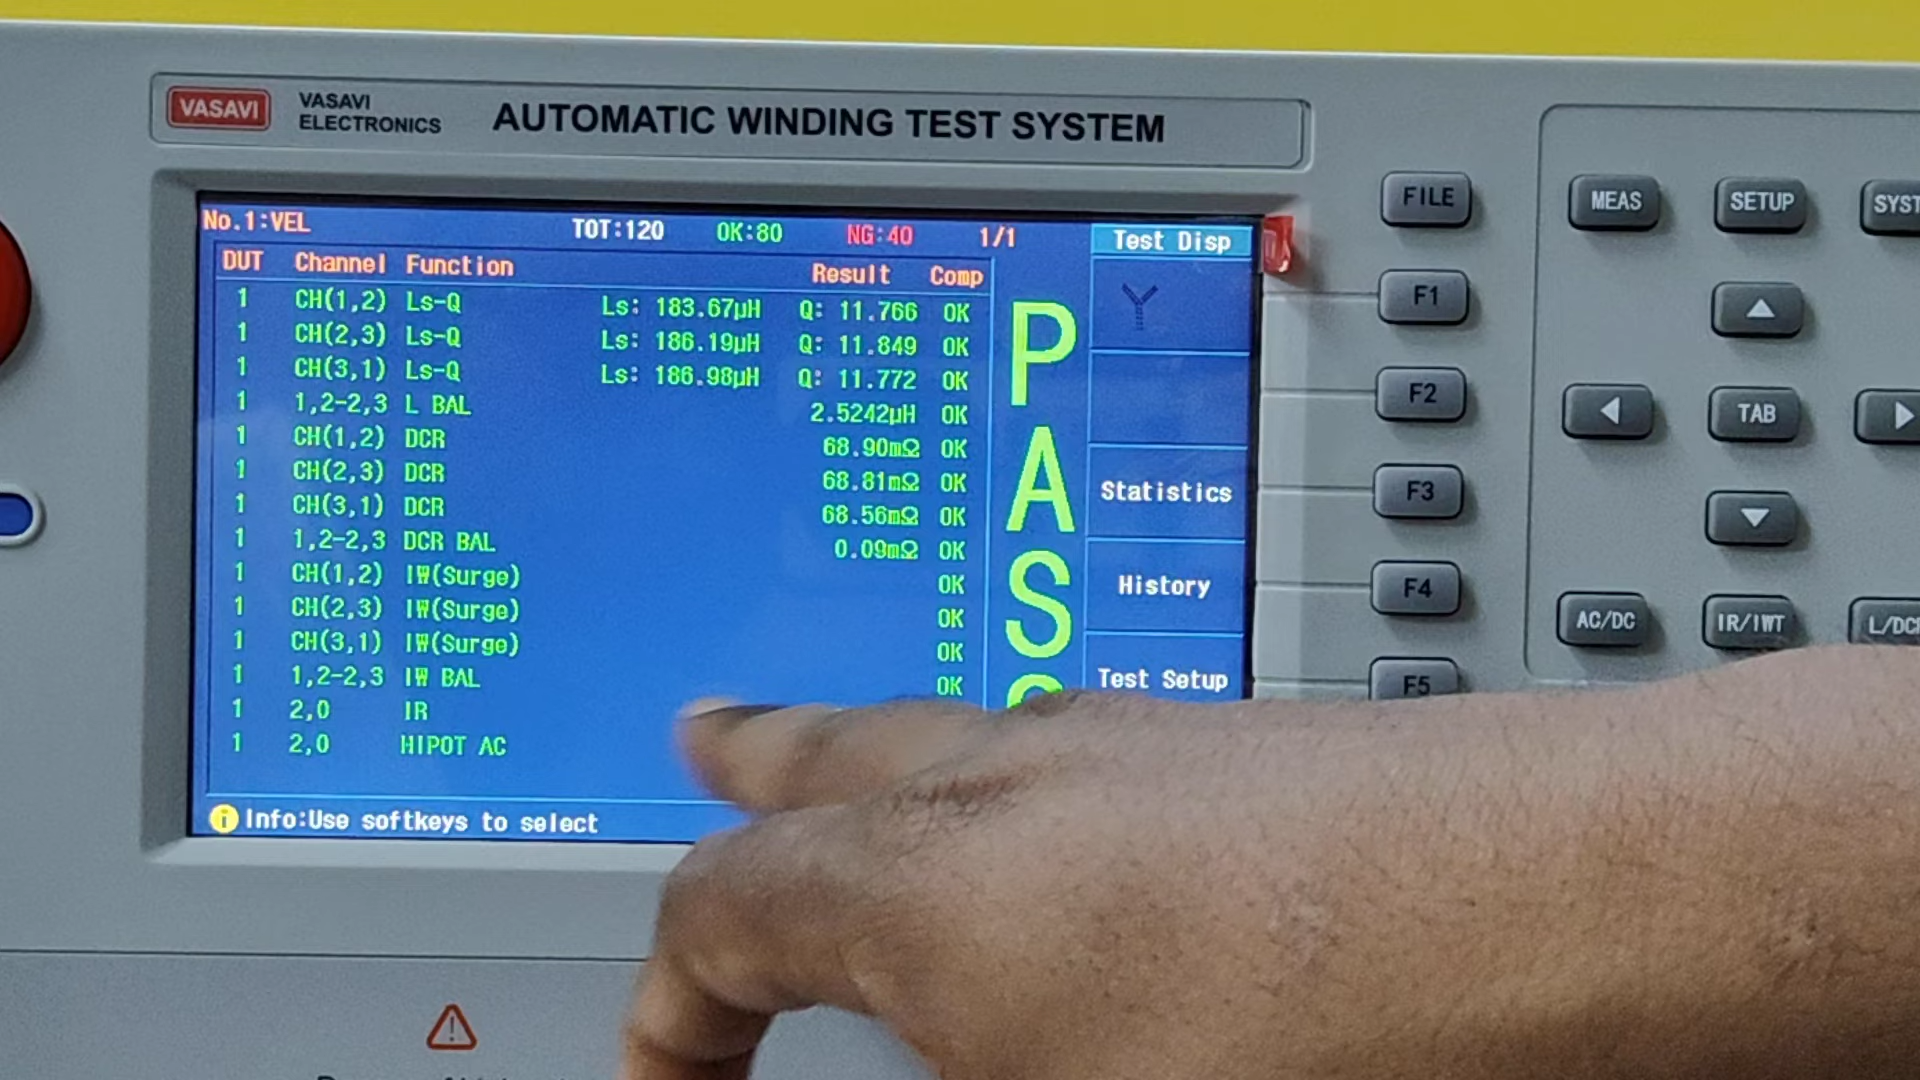 VASAVI
VASAVI
ELECTRONICS
AUTOMATIC WINDING TEST SYSTEM
No.1:VEL TOT:120 OK:80 NG:40 1/1 Test Disp
DUT Channel Function Result Comp
1 CH(1,2) Ls-Q Ls: 183.67μH Q: 11.766 OK
1 CH(2,3) Ls-Q Ls: 186.19μH Q: 11.849 OK
1 CH(3,1) Ls-Q Ls: 186.98μH Q: 11.772 OK
1 1,2-2,3 L BAL 2.5242μH OK
1 CH(1,2) DCR 68.90mΩ OK
1 CH(2,3) DCR 68.81mΩ OK
1 CH(3,1) DCR 68.56mΩ OK
1 1,2-2,3 DCR BAL 0.09mΩ OK
1 CH(1,2) IW(Surge) OK
1 CH(2,3) IW(Surge) OK
1 CH(3,1) IW(Surge) OK
1 1,2-2,3 IW BAL OK
1 2,0 IR
1 2,0 HIPOT AC
PASS
Y
Statistics
History
Test Setup
Info:Use softkeys to select
FILE
F1
F2
F3
F4
F5
MEAS SETUP SYST
TAB
AC/DC IR/IWT L/DCR